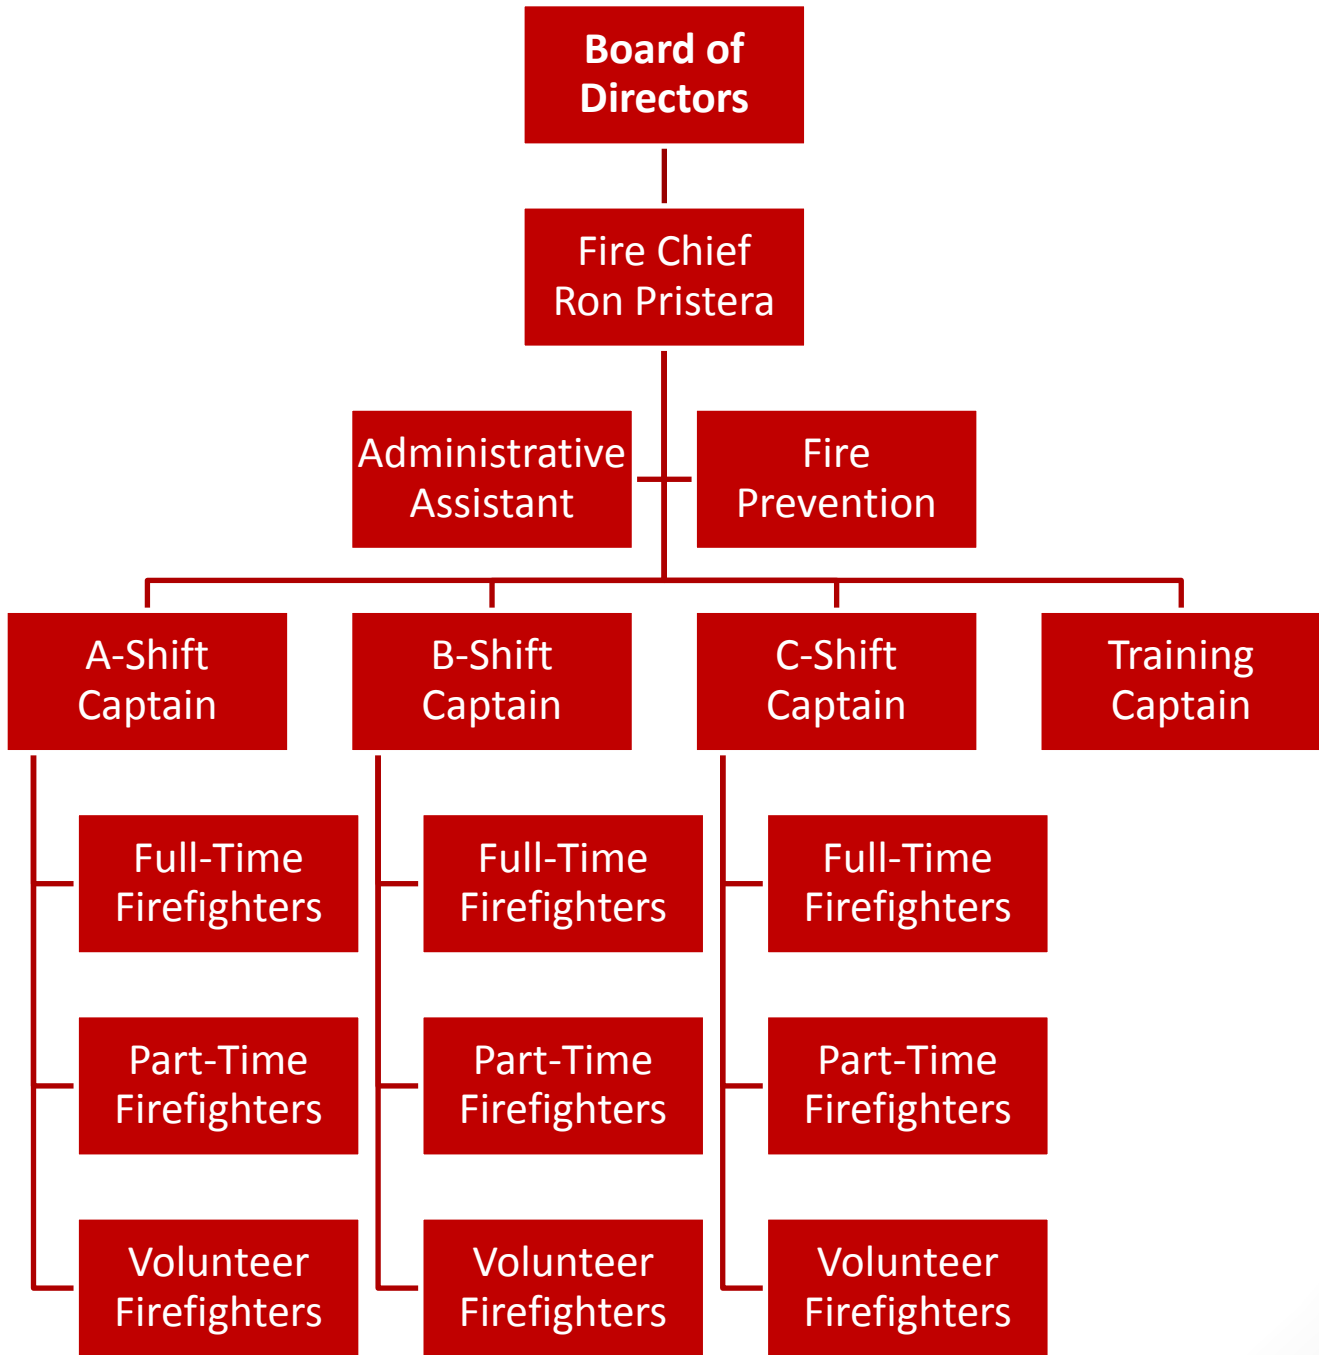 Board of
Directors
Fire Chief
Ron Pristera
Administrative
Assistant
Fire
Prevention
A-Shift
Captain
B-Shift
Captain
C-Shift
Captain
Training
Captain
Full-Time
Firefighters
Full-Time
Firefighters
Full-Time
Firefighters
Part-Time
Firefighters
Part-Time
Firefighters
Part-Time
Firefighters
Volunteer
Firefighters
Volunteer
Firefighters
Volunteer
Firefighters